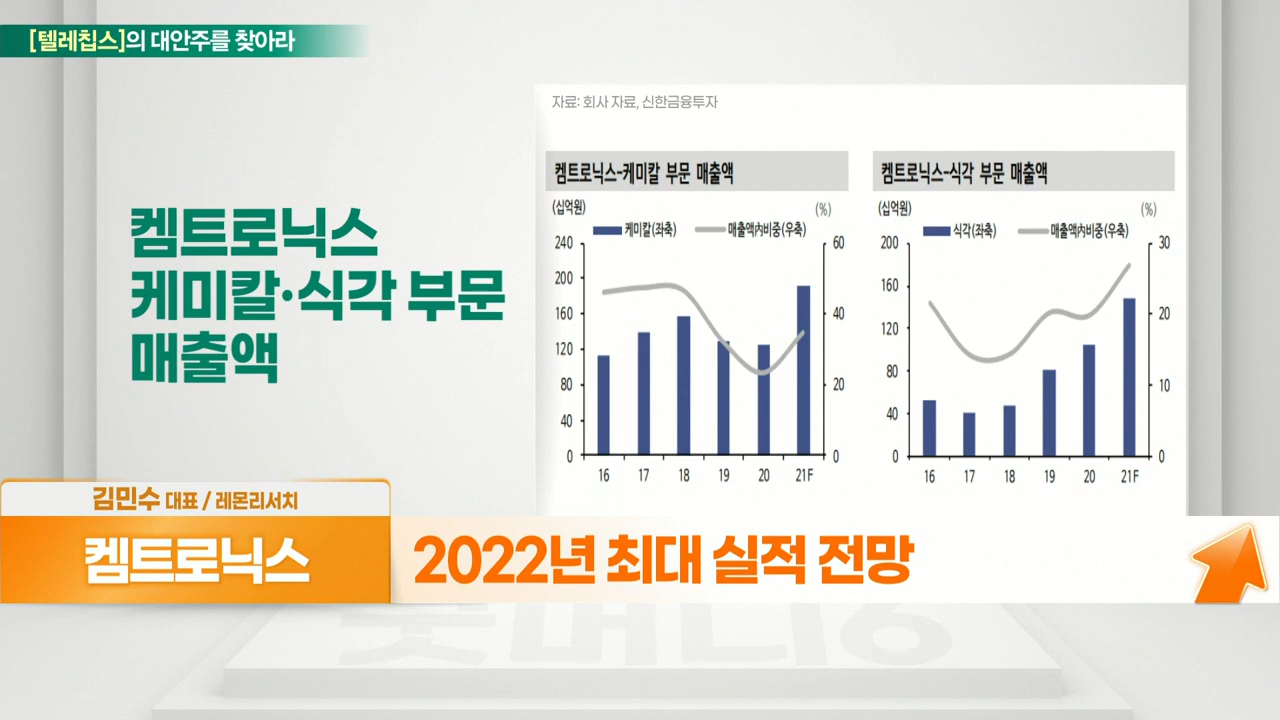 [텔레칩스]의 대안주를 찾아라
자료: 회사 자료, 신한금융투자
켐트로닉스
케미칼·식각 부문
매출액
켐트로닉스-케미칼 부문 매출액
(십억원)
(%)
케미칼(좌축)
매출액內비중(우축)
240
200
160
120
80
40
0
60
40
20
0
16 17 18 19 20 21F
켐트로닉스-식각 부문 매출액
(십억원)
(%)
식각(좌축)
매출액內비중(우축)
200
160
120
80
40
0
30
20
10
0
16 17 18 19 20 21F
김민수 대표 / 레몬리서치
켐트로닉스
2022년 최대 실적 전망
굿머니6